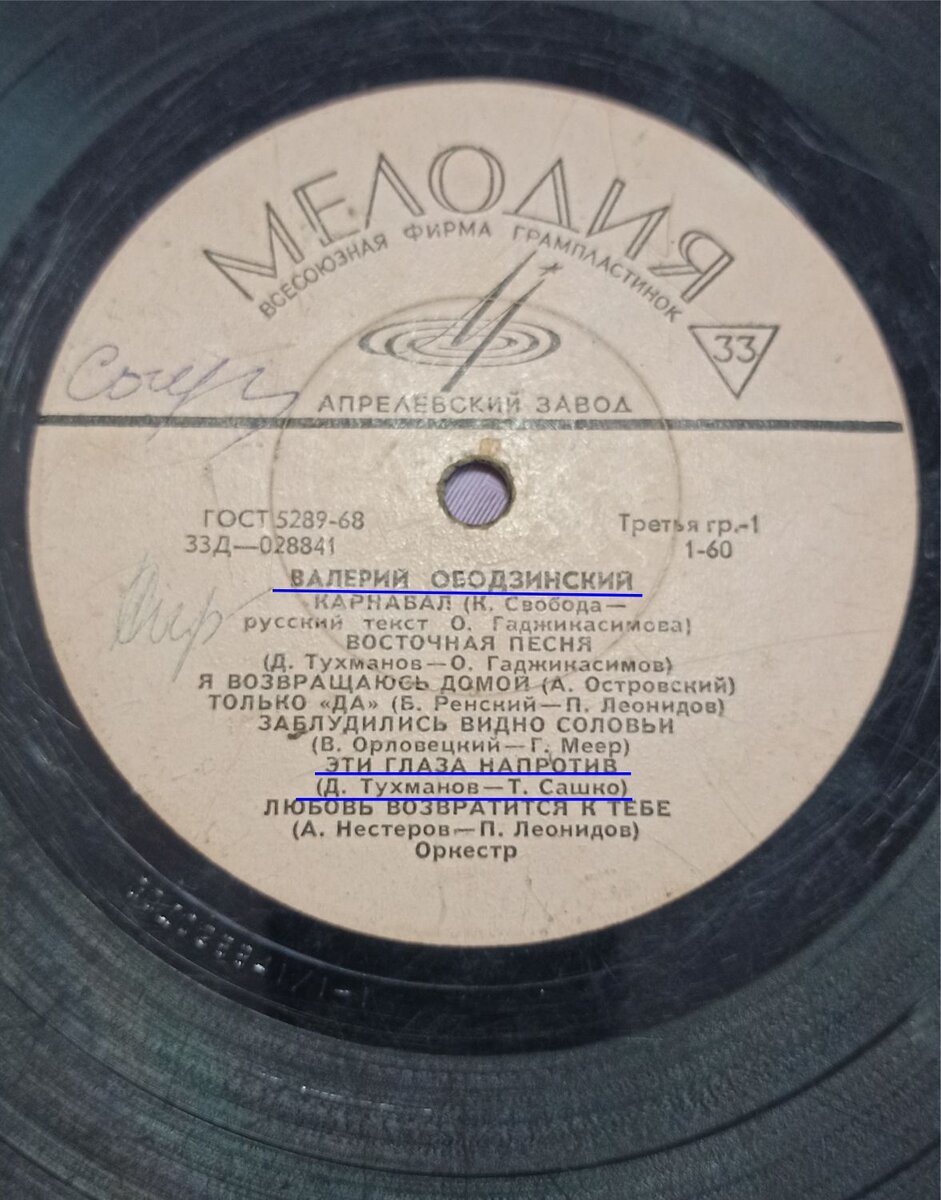 МЕЛОДИЯ
ВСЕСОЮЗНАЯ ФИРМА ГРАМПЛАСТИНОК
33
АПРЕЛЕВСКИЙ ЗАВОД
ГОСТ 5289-68
Третья гр.-1
33Д—028841
1-60
ВАЛЕРИЙ ОБОДЗИНСКИЙ
КАРНАВАЛ (К. Свобода—
русский текст О. Гаджикасимова)
ВОСТОЧНАЯ ПЕСНЯ
(Д. Тухманов—О. Гаджикасимов)
Я ВОЗВРАЩАЮСЬ ДОМОЙ (А. Островский)
ТОЛЬКО «ДА» (Б. Ренский—П. Леонидов)
ЗАБЛУДИЛИСЬ ВИДНО СОЛОВЬИ
(В. Орловецкий—Г. Меер)
ЭТИ ГЛАЗА НАПРОТИВ
(Д. Тухманов—Т. Сашко)
ЛЮБОВЬ ВОЗВРАТИТСЯ К ТЕБЕ
(А. Нестеров—П. Леонидов)
Оркестр